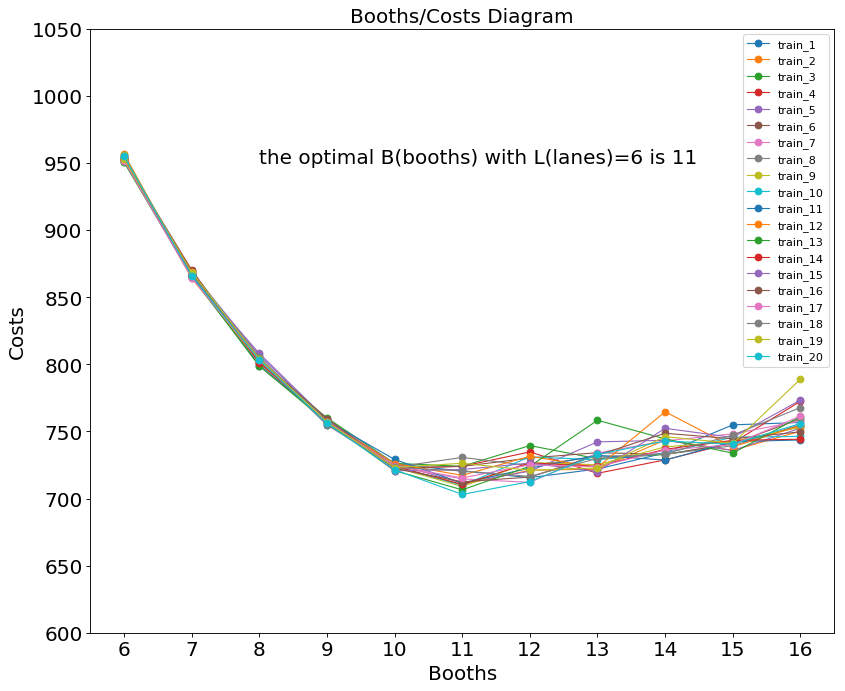 Booths/Costs Diagram
1050
1000
950
900
850
800
750
700
650
600
Costs
the optimal B(booths) with L(lanes)=6 is 11
train_1
train_2
train_3
train_4
train_5
train_6
train_7
train_8
train_9
train_10
train_11
train_12
train_13
train_14
train_15
train_16
train_17
train_18
train_19
train_20
6 7 8 9 10 11 12 13 14 15 16
Booths